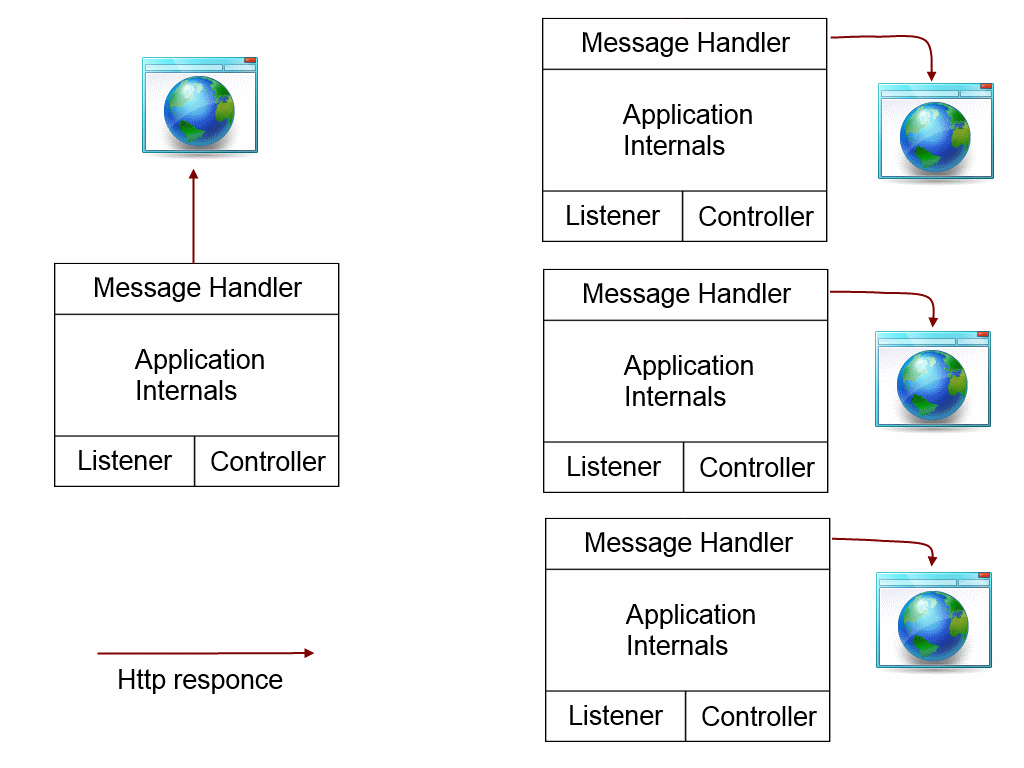 Message Handler
Application
Internals
Listener
Controller
Http responce
Message Handler
Application
Internals
Listener
Controller
Message Handler
Application
Internals
Listener
Controller
Message Handler
Application
Internals
Listener
Controller